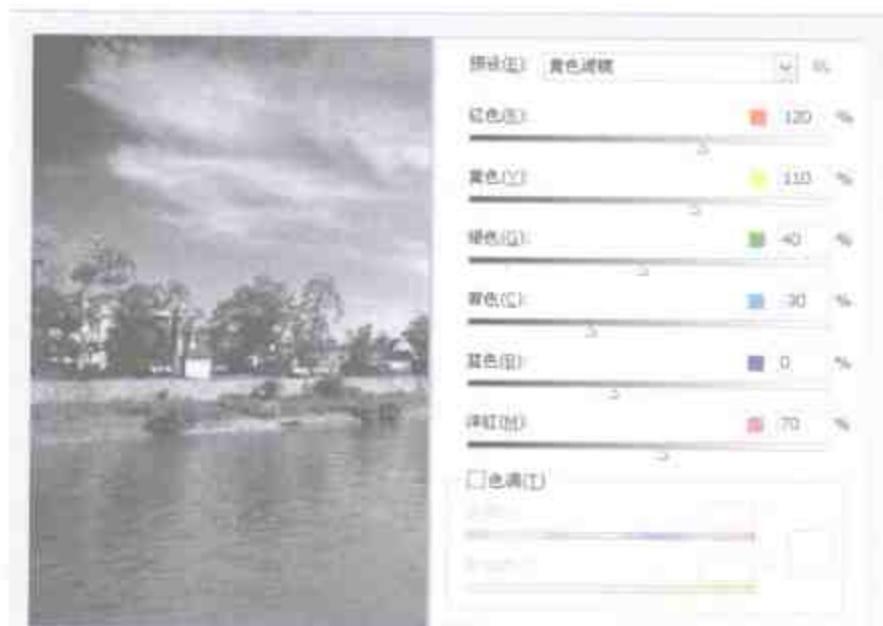 预设(E): 黄色滤镜
红色(R): 120 %
黄色(Y): 110 %
绿色(G): 40 %
青色(C): -30 %
蓝色(B): 0 %
洋红(M): 70 %
色调(T)